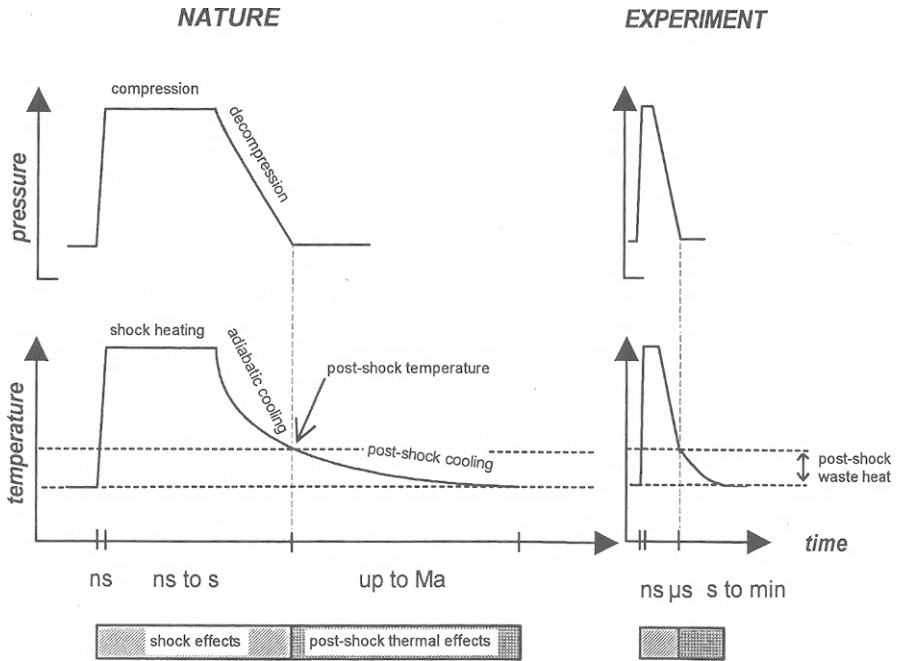 NATURE
EXPERIMENT
compression
decompression
pressure
shock heating
adiabatic cooling
post-shock temperature
post-shock cooling
temperature
post-shock
waste heat
time
ns
ns to s
up to Ma
ns µs s to min
shock effects
post-shock thermal effects